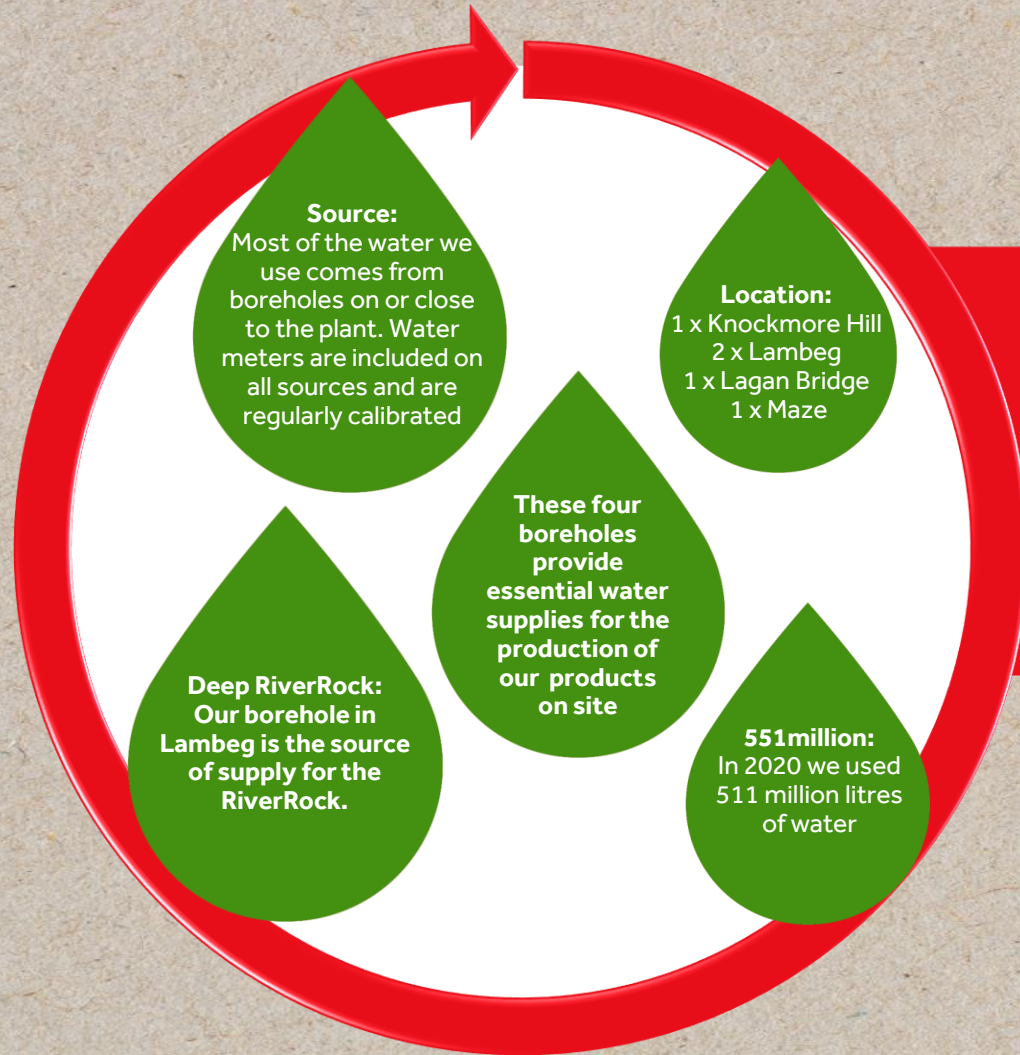 Source:
Most of the water we
use comes from
boreholes on or close
to the plant. Water
meters are included on
all sources and are
regularly calibrated
Location:
1 x Knockmore Hill
2 x Lambeg
1 x Lagan Bridge
1 x Maze
These four
boreholes
provide
essential water
supplies for the
production of
our products
on site
Deep RiverRock:
Our borehole in
Lambeg is the source
of supply for the
RiverRock.
551million:
In 2020 we used
511 million litres
of water